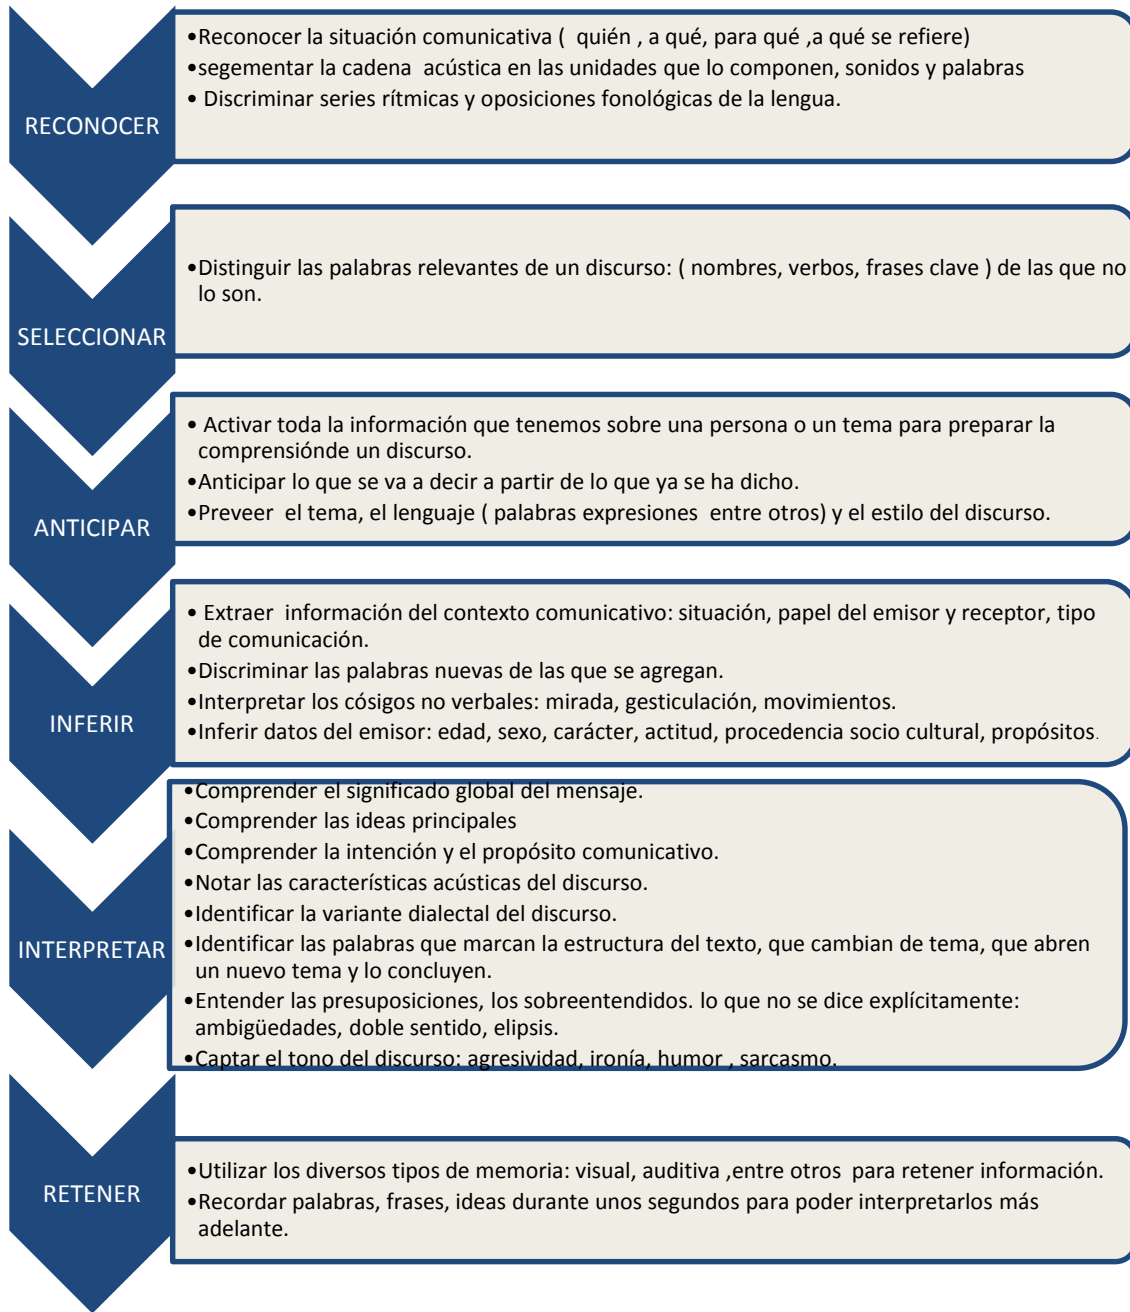 RECONOCER
•Reconocer la situación comunicativa ( quién , a qué, para qué ,a qué se refiere)
•segementar la cadena acústica en las unidades que lo componen, sonidos y palabras
• Discriminar series rítmicas y oposiciones fonológicas de la lengua.
SELECCIONAR
•Distinguir las palabras relevantes de un discurso: ( nombres, verbos, frases clave ) de las que no
lo son.
ANTICIPAR
• Activar toda la información que tenemos sobre una persona o un tema para preparar la
comprensiónde un discurso.
•Anticipar lo que se va a decir a partir de lo que ya se ha dicho.
•Preveer el tema, el lenguaje ( palabras expresiones entre otros) y el estilo del discurso.
INFERIR
• Extraer información del contexto comunicativo: situación, papel del emisor y receptor, tipo
de comunicación.
•Discriminar las palabras nuevas de las que se agregan.
•Interpretar los cósigos no verbales: mirada, gesticulación, movimientos.
•Inferir datos del emisor: edad, sexo, carácter, actitud, procedencia socio cultural, propósitos.
INTERPRETAR
•Comprender el significado global del mensaje.
•Comprender las ideas principales
•Comprender la intención y el propósito comunicativo.
•Notar las características acústicas del discurso.
•Identificar la variante dialectal del discurso.
•Identificar las palabras que marcan la estructura del texto, que cambian de tema, que abren
un nuevo tema y lo concluyen.
•Entender las presuposiciones, los sobreentendidos. lo que no se dice explícitamente:
ambigüedades, doble sentido, elipsis.
•Captar el tono del discurso: agresividad, ironía, humor , sarcasmo.
RETENER
•Utilizar los diversos tipos de memoria: visual, auditiva ,entre otros para retener información.
•Recordar palabras, frases, ideas durante unos segundos para poder interpretarlos más
adelante.